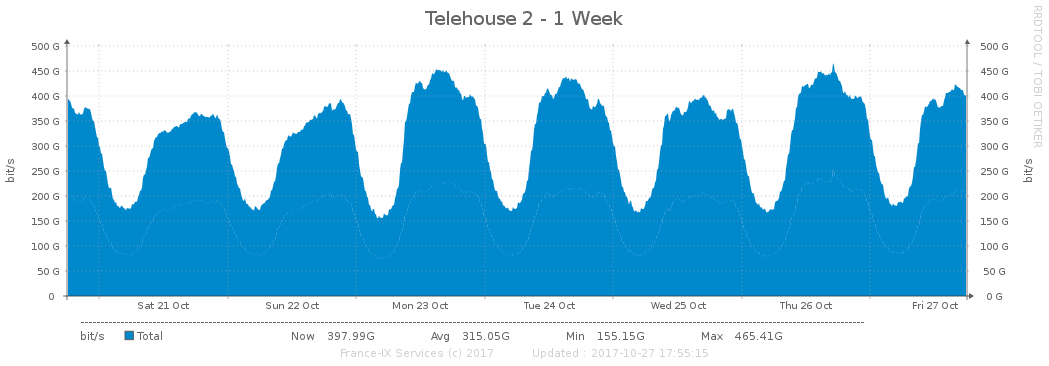 Telehouse 2 - 1 Week
RRDTOOL / TOBI OETIKER
500 G 500 G
450 G 450 G
400 G 400 G
350 G 350 G
300 G 300 G
250 G 250 G
200 G 200 G
150 G 150 G
100 G 100 G
50 G 50 G
0 0 G
bit/s
bit/s
Sat 21 Oct Sun 22 Oct Mon 23 Oct Tue 24 Oct Wed 25 Oct Thu 26 Oct Fri 27 Oct
bit/s Total Now 397.99G Avg 315.05G Min 155.15G Max 465.41G
France-IX Services (c) 2017 Updated : 2017-10-27 17:55:15